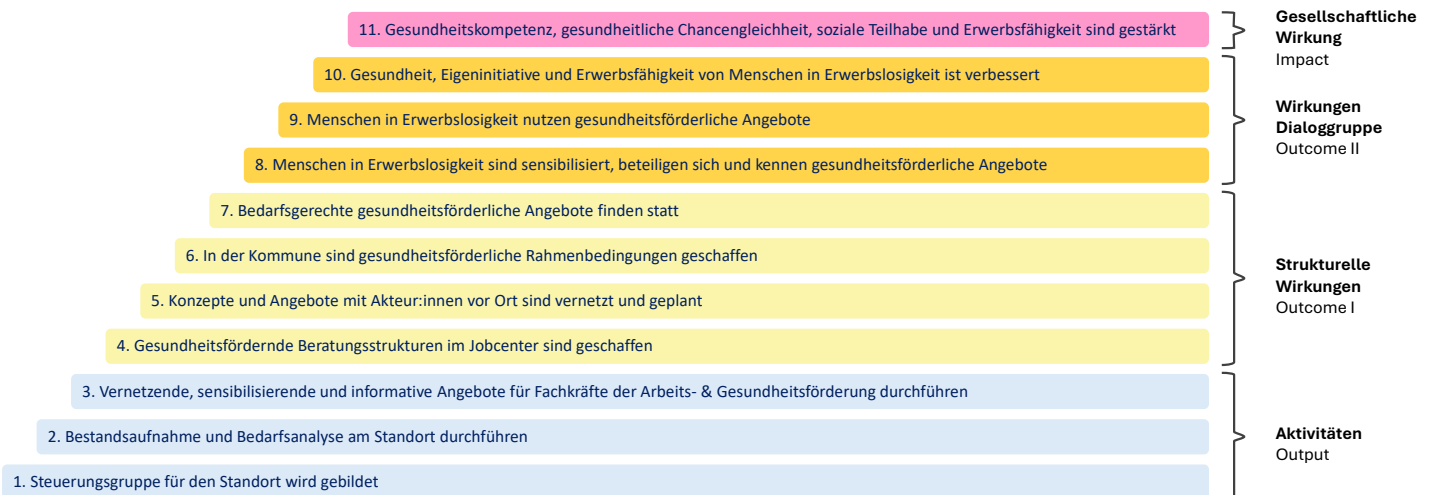 11. Gesundheitskompetenz, gesundheitliche Chancengleichheit, soziale Teilhabe und Erwerbsfähigkeit sind gestärkt
Gesellschaftliche
Wirkung
Impact
10. Gesundheit, Eigeninitiative und Erwerbsfähigkeit von Menschen in Erwerbslosigkeit ist verbessert
9. Menschen in Erwerbslosigkeit nutzen gesundheitsförderliche Angebote
8. Menschen in Erwerbslosigkeit sind sensibilisiert, beteiligen sich und kennen gesundheitsförderliche Angebote
Wirkungen
Dialoggruppe
Outcome II
7. Bedarfsgerechte gesundheitsförderliche Angebote finden statt
6. In der Kommune sind gesundheitsförderliche Rahmenbedingungen geschaffen
5. Konzepte und Angebote mit Akteur:innen vor Ort sind vernetzt und geplant
4. Gesundheitsfördernde Beratungsstrukturen im Jobcenter sind geschaffen
Strukturelle
Wirkungen
Outcome I
3. Vernetzende, sensibilisierende und informative Angebote für Fachkräfte der Arbeits- & Gesundheitsförderung durchführen
2. Bestandsaufnahme und Bedarfsanalyse am Standort durchführen
1. Steuerungsgruppe für den Standort wird gebildet
Aktivitäten
Output